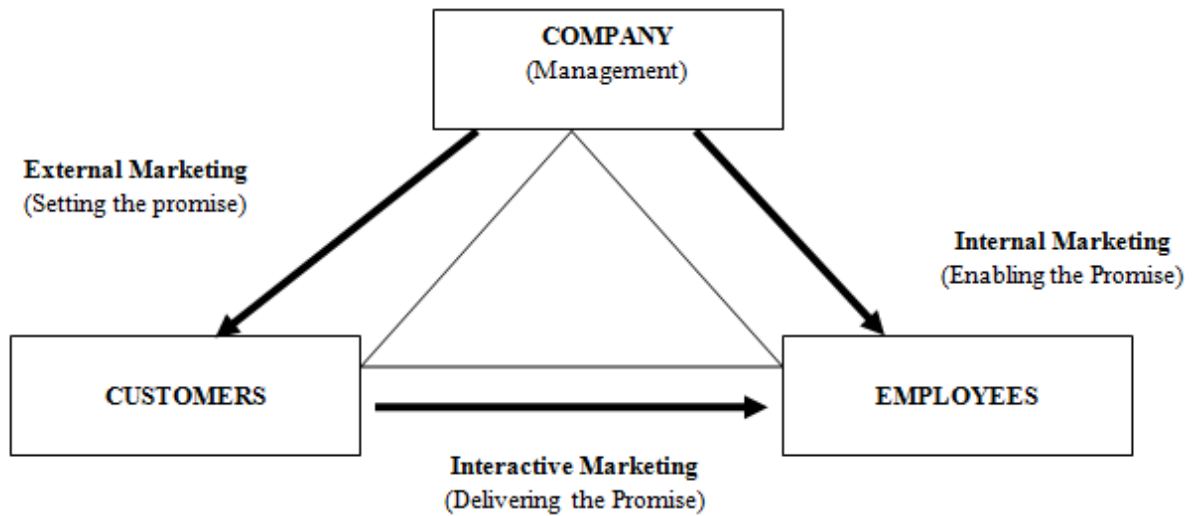 COMPANY
(Management)
External Marketing
(Setting the promise)
Internal Marketing
(Enabling the Promise)
CUSTOMERS
EMPLOYEES
Interactive Marketing
(Delivering the Promise)